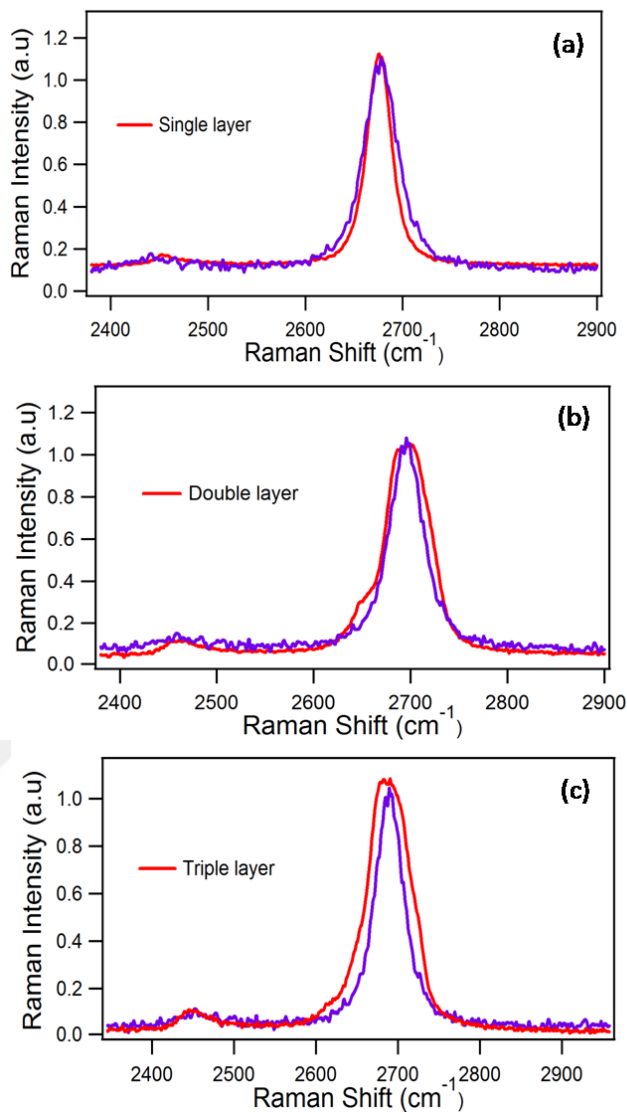 (a)
Raman Intensity (a.u)
1.2
1.0
0.8
0.6
0.4
0.2
0.0
Single layer
2400 2500 2600 2700 2800 2900
Raman Shift (cm⁻¹)
(b)
Raman Intensity (a.u)
1.2
1.0
0.8
0.6
0.4
0.2
0.0
Double layer
2400 2500 2600 2700 2800 2900
Raman Shift (cm⁻¹)
(c)
Raman Intensity (a.u)
1.0
0.8
0.6
0.4
0.2
0.0
Triple layer
2400 2500 2600 2700 2800 2900
Raman Shift (cm⁻¹)